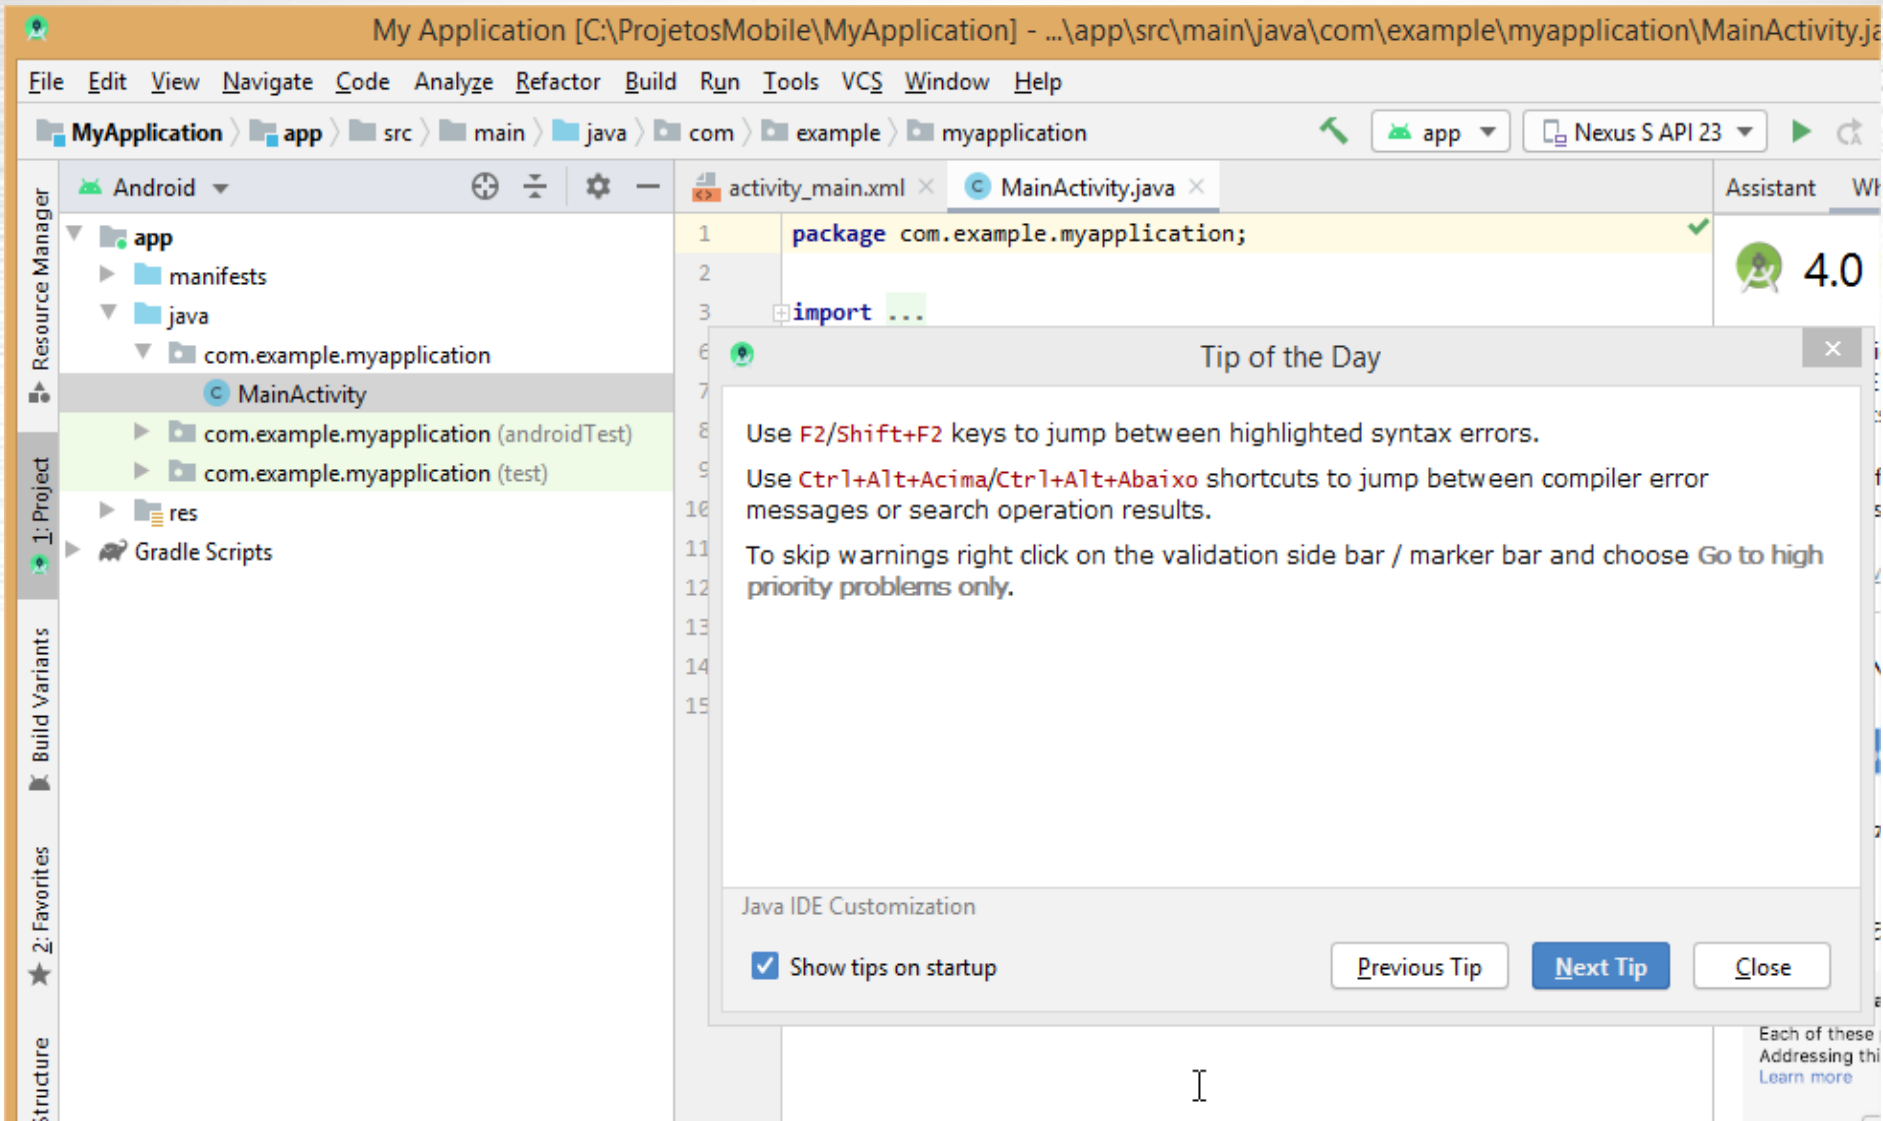 My Application [C:\ProjetosMobile\MyApplication] - ...\app\src\main\java\com\example\myapplication\MainActivity.ja
File Edit View Navigate Code Analyze Refactor Build Run Tools VCS Window Help
MyApplication app src main java com example myapplication app Nexus S API 23
Android
activity_main.xml MainActivity.java
Assistant
Resource Manager
1: Project
Build Variants
2: Favorites
Structure
app
manifests
java
com.example.myapplication
MainActivity
com.example.myapplication (androidTest)
com.example.myapplication (test)
res
Gradle Scripts
1 package com.example.myapplication;
2
3 import ...
6
7
8
9
10
11
12
13
14
15
4.0
Tip of the Day
Use F2/Shift+F2 keys to jump between highlighted syntax errors.
Use Ctrl+Alt+Acima/Ctrl+Alt+Abaixo shortcuts to jump between compiler error
messages or search operation results.
To skip warnings right click on the validation side bar / marker bar and choose Go to high
priority problems only.
Java IDE Customization
Show tips on startup
Previous Tip Next Tip Close
Each of these
Addressing thi
Learn more